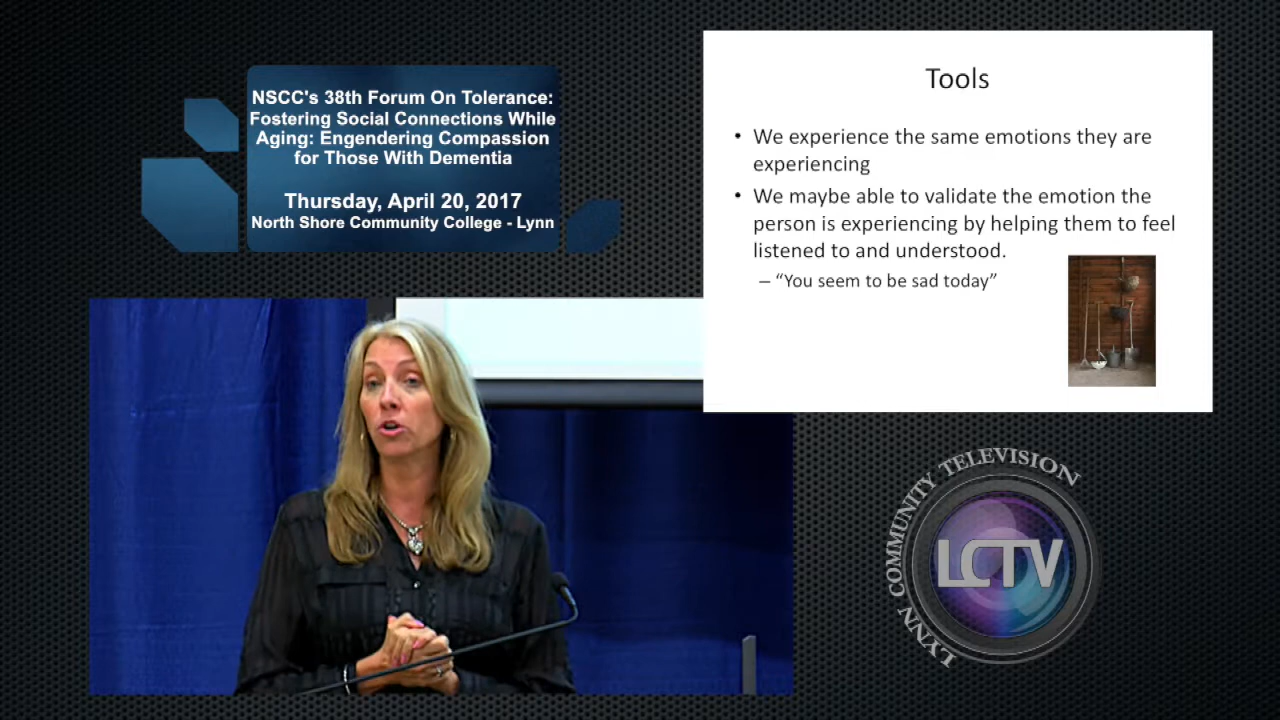 NSCC's 38th Forum On Tolerance:
Fostering Social Connections While
Aging: Engendering Compassion
for Those With Dementia
Thursday, April 20, 2017
North Shore Community College - Lynn
Tools
• We experience the same emotions they are
experiencing
• We maybe able to validate the emotion the
person is experiencing by helping them to feel
listened to and understood.
– “You seem to be sad today”
LYNN COMMUNITY TELEVISION
LCTV